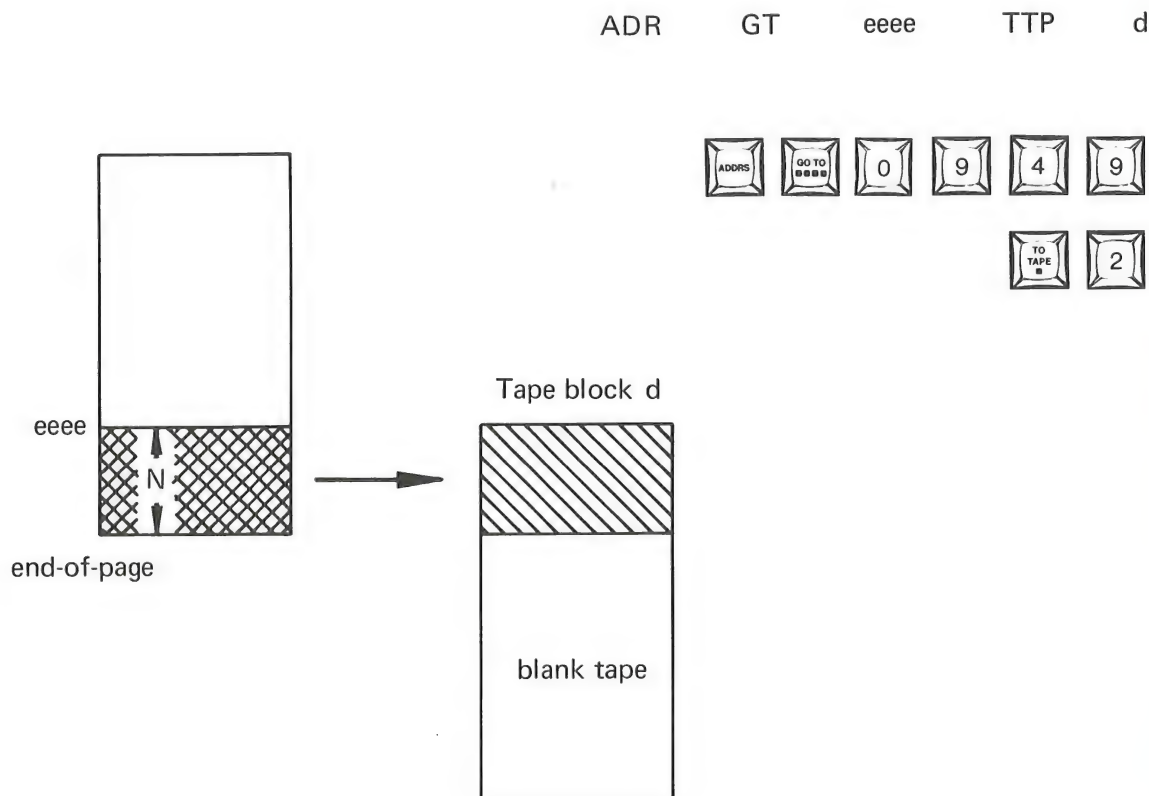 ADR GT eeee TTP d
ADDRS GO TO 0 9 4 9
TO TAPE 2
Tape block d
eeee
N
end-of-page
blank tape